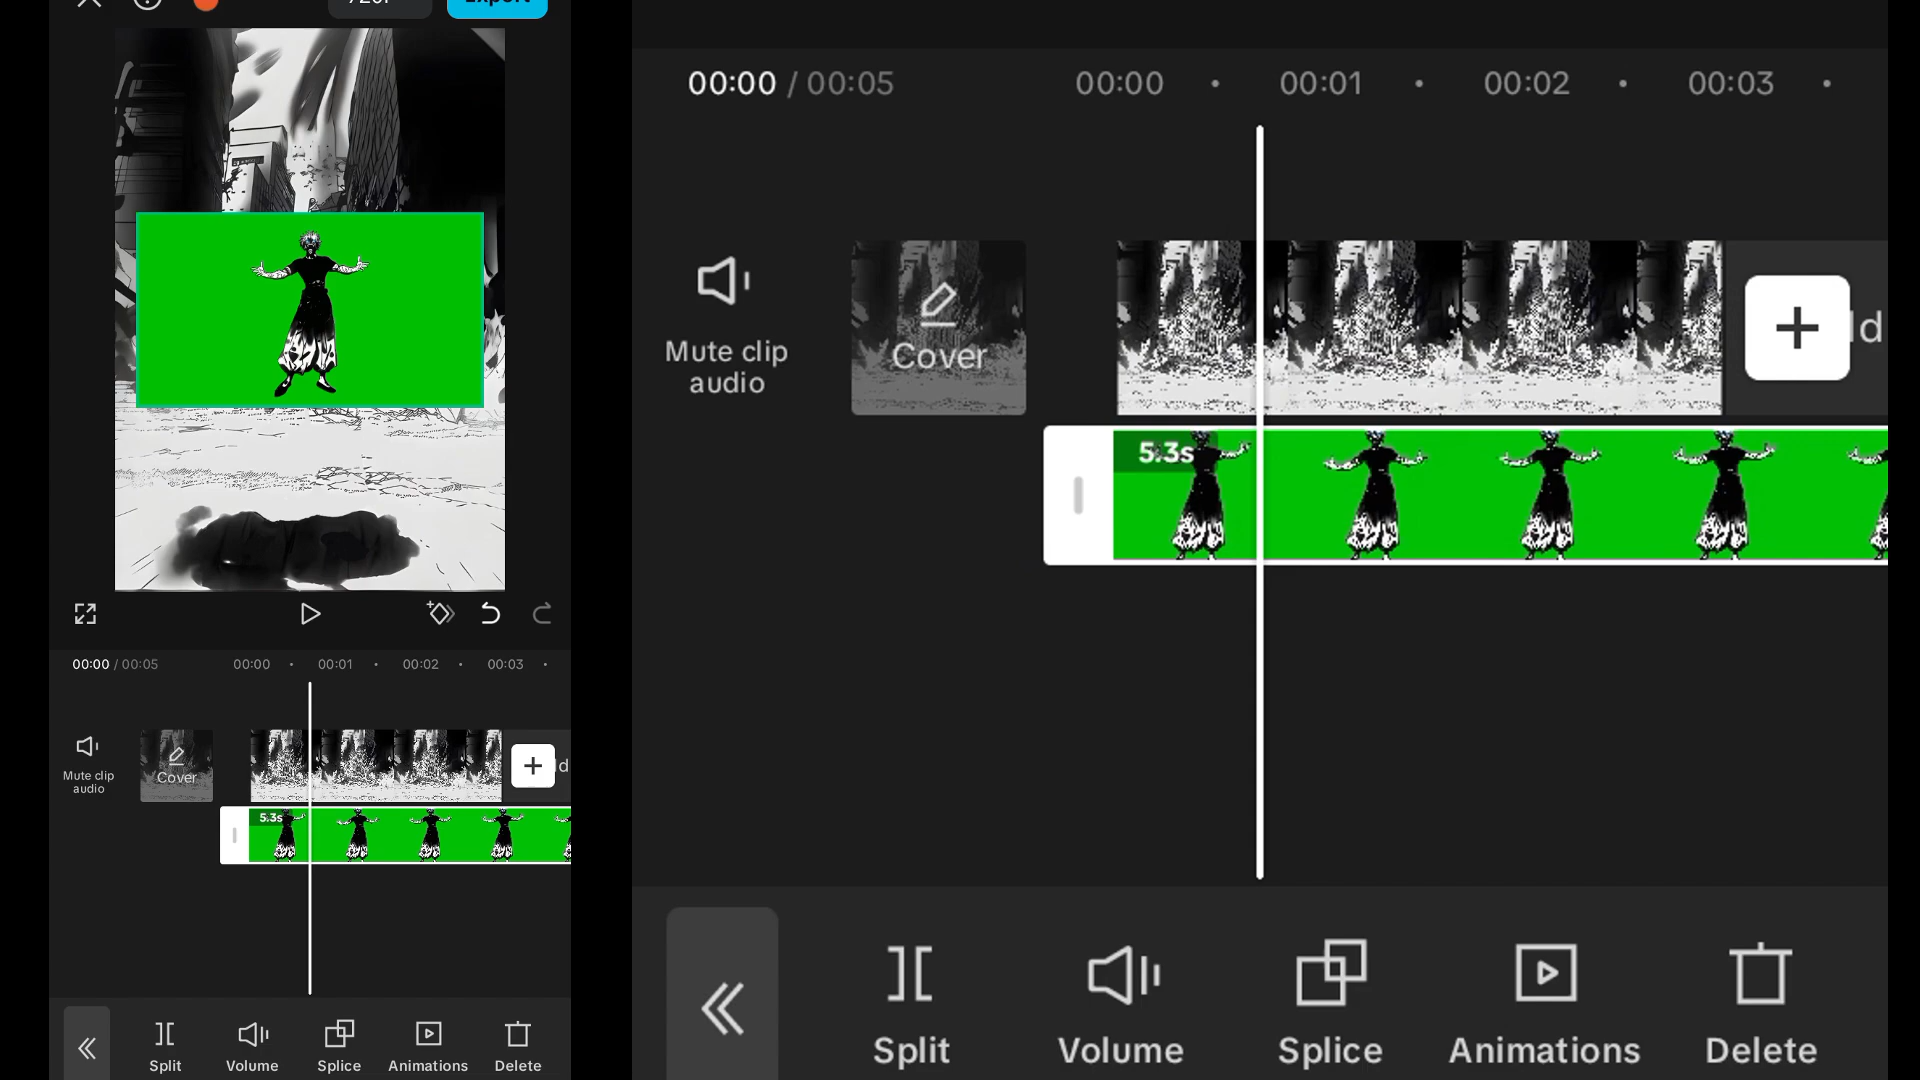 720P
Export
00:00 / 00:05
00:00
00:01
00:02
00:03
Mute clip
audio
Cover
5.3s
Split
Volume
Splice
Animations
Delete
00:00 / 00:05
00:00
00:01
00:02
00:03
Mute clip
audio
Cover
5.3s
Split
Volume
Splice
Animations
Delete